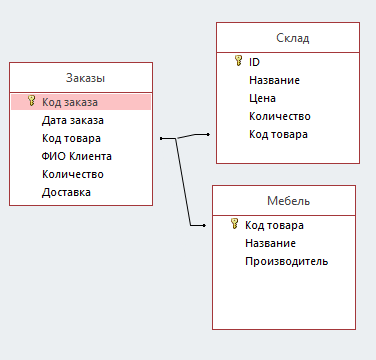 Заказы
Код заказа
Дата заказа
Код товара
ФИО Клиента
Количество
Доставка
Склад
ID
Название
Цена
Количество
Код товара
Мебель
Код товара
Название
Производитель